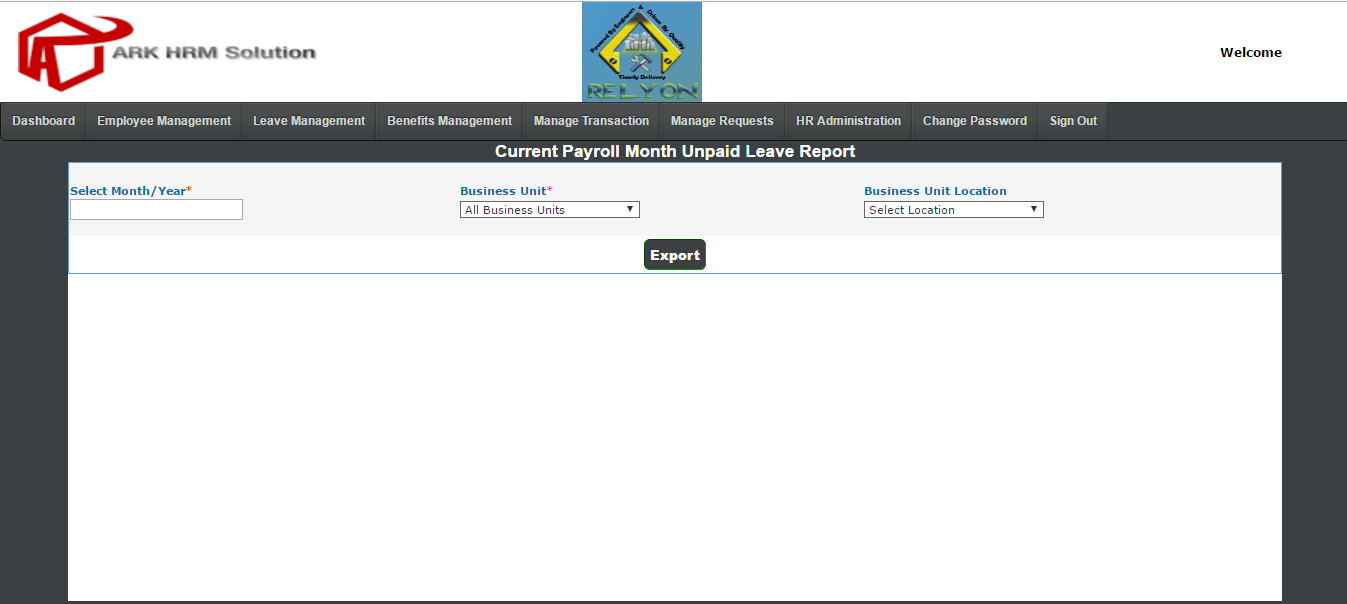 ARK HRM Solution
Powered By Engineers & Driven By Quality
Timely Delivery
RELYON
Welcome
Dashboard Employee Management Leave Management Benefits Management Manage Transaction Manage Requests HR Administration Change Password Sign Out
Current Payroll Month Unpaid Leave Report
Select Month/Year* Business Unit* Business Unit Location
All Business Units Select Location
Export